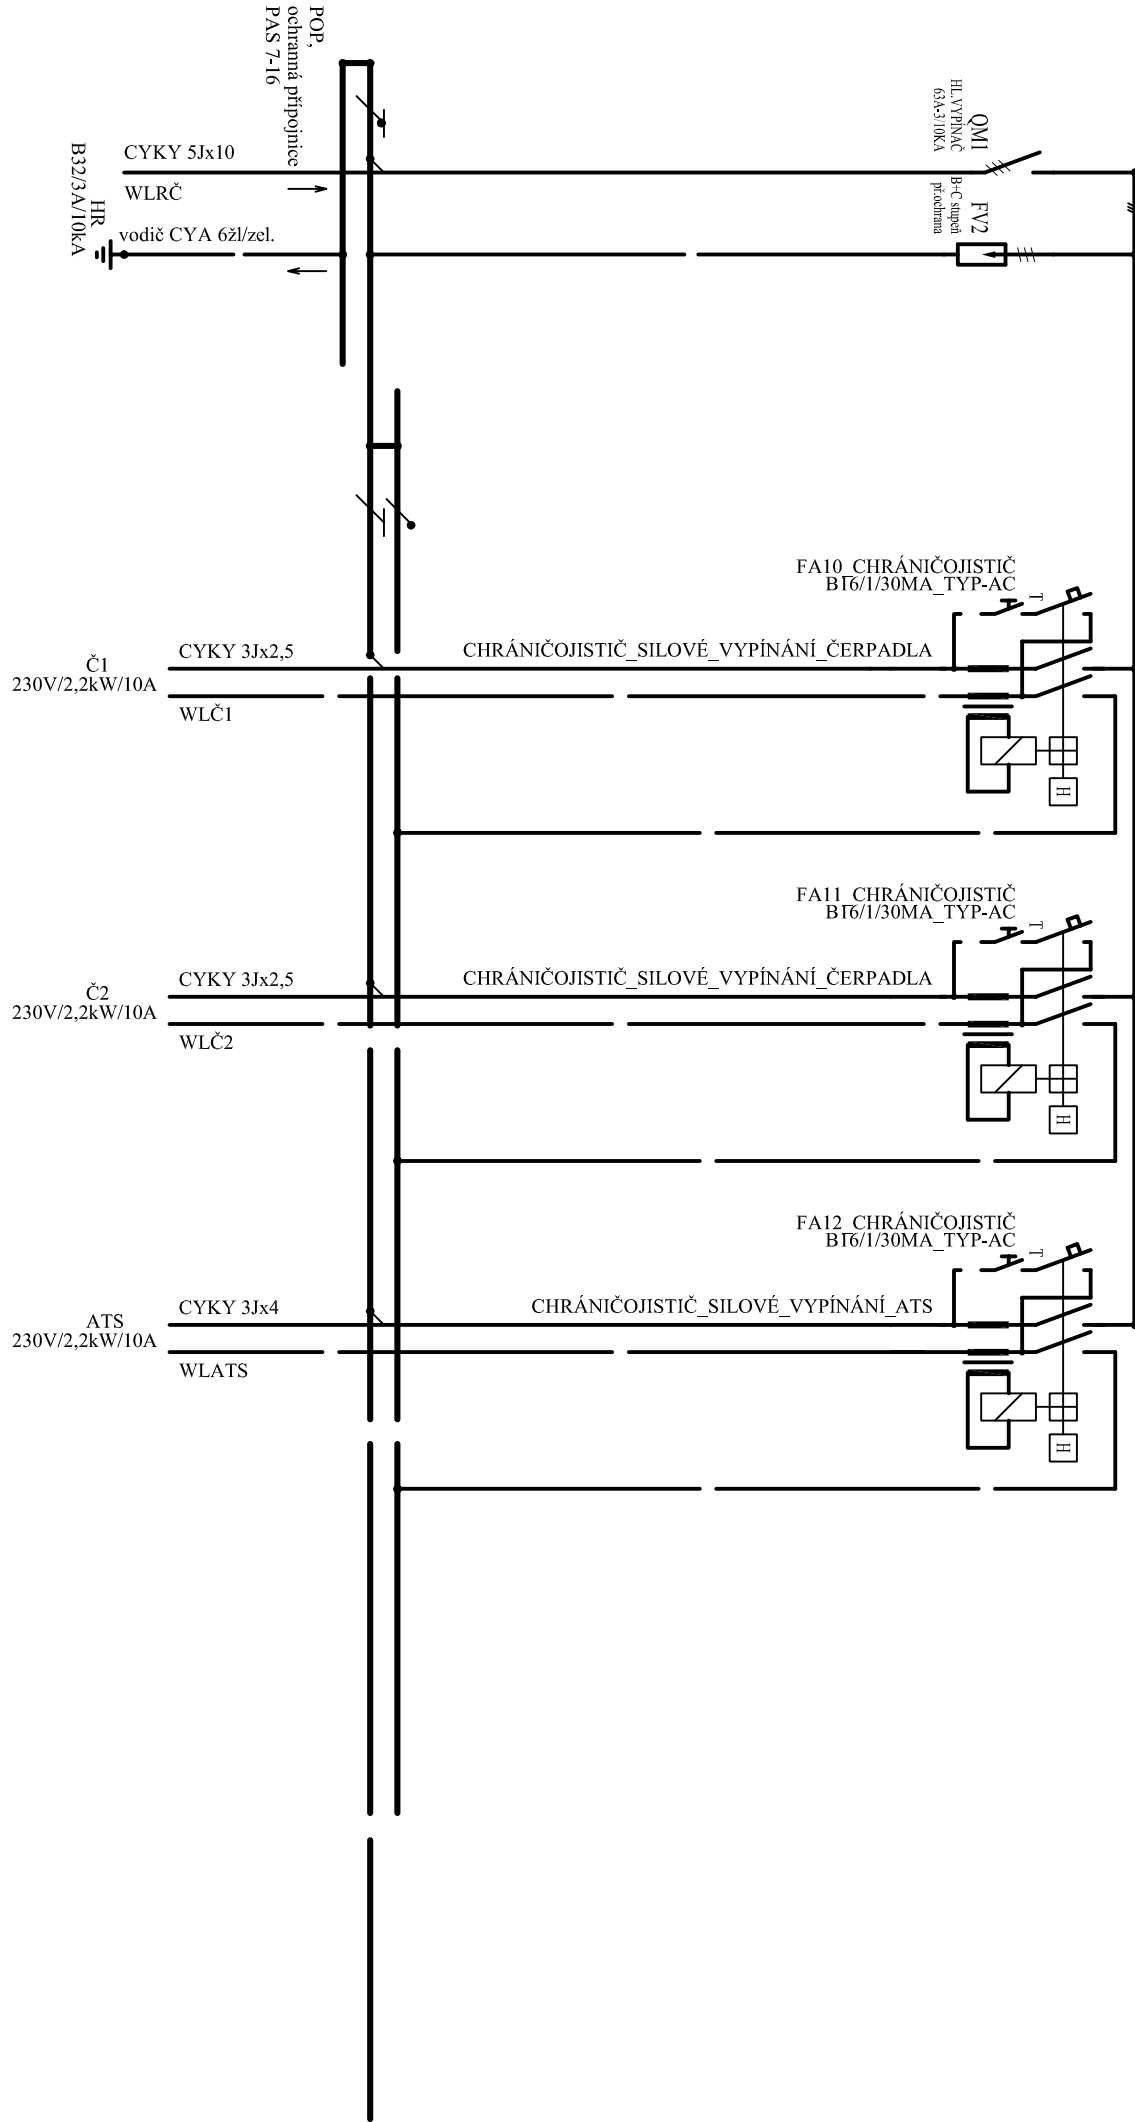 POP,
ochranná přípojnice
PAS 7-16
QM1
HL.VYPÍNAČ
63A-3/10KA
FV2
B+C stupeň
př.ochrana
CYKY 5Jx10
WLRČ
HR
B32/3A/10kA
vodič CYA 6žl/zel.
FA10_CHRÁNIČOJISTIČ
B16/1/30MA_TYP-AC
T
Č1
230V/2,2kW/10A
CYKY 3Jx2,5
WLČ1
CHRÁNIČOJISTIČ_SILOVÉ_VYPÍNÁNÍ_ČERPADLA
H
FA11_CHRÁNIČOJISTIČ
B16/1/30MA_TYP-AC
T
Č2
230V/2,2kW/10A
CYKY 3Jx2,5
WLČ2
CHRÁNIČOJISTIČ_SILOVÉ_VYPÍNÁNÍ_ČERPADLA
H
FA12_CHRÁNIČOJISTIČ
B16/1/30MA_TYP-AC
T
ATS
230V/2,2kW/10A
CYKY 3Jx4
WLATS
CHRÁNIČOJISTIČ_SILOVÉ_VYPÍNÁNÍ_ATS
H